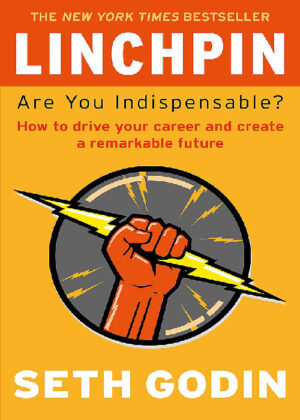 THE NEW YORK TIMES BESTSELLER
LINCHPIN
Are You Indispensable?
How to drive your career and create
a remarkable future
SETH GODIN